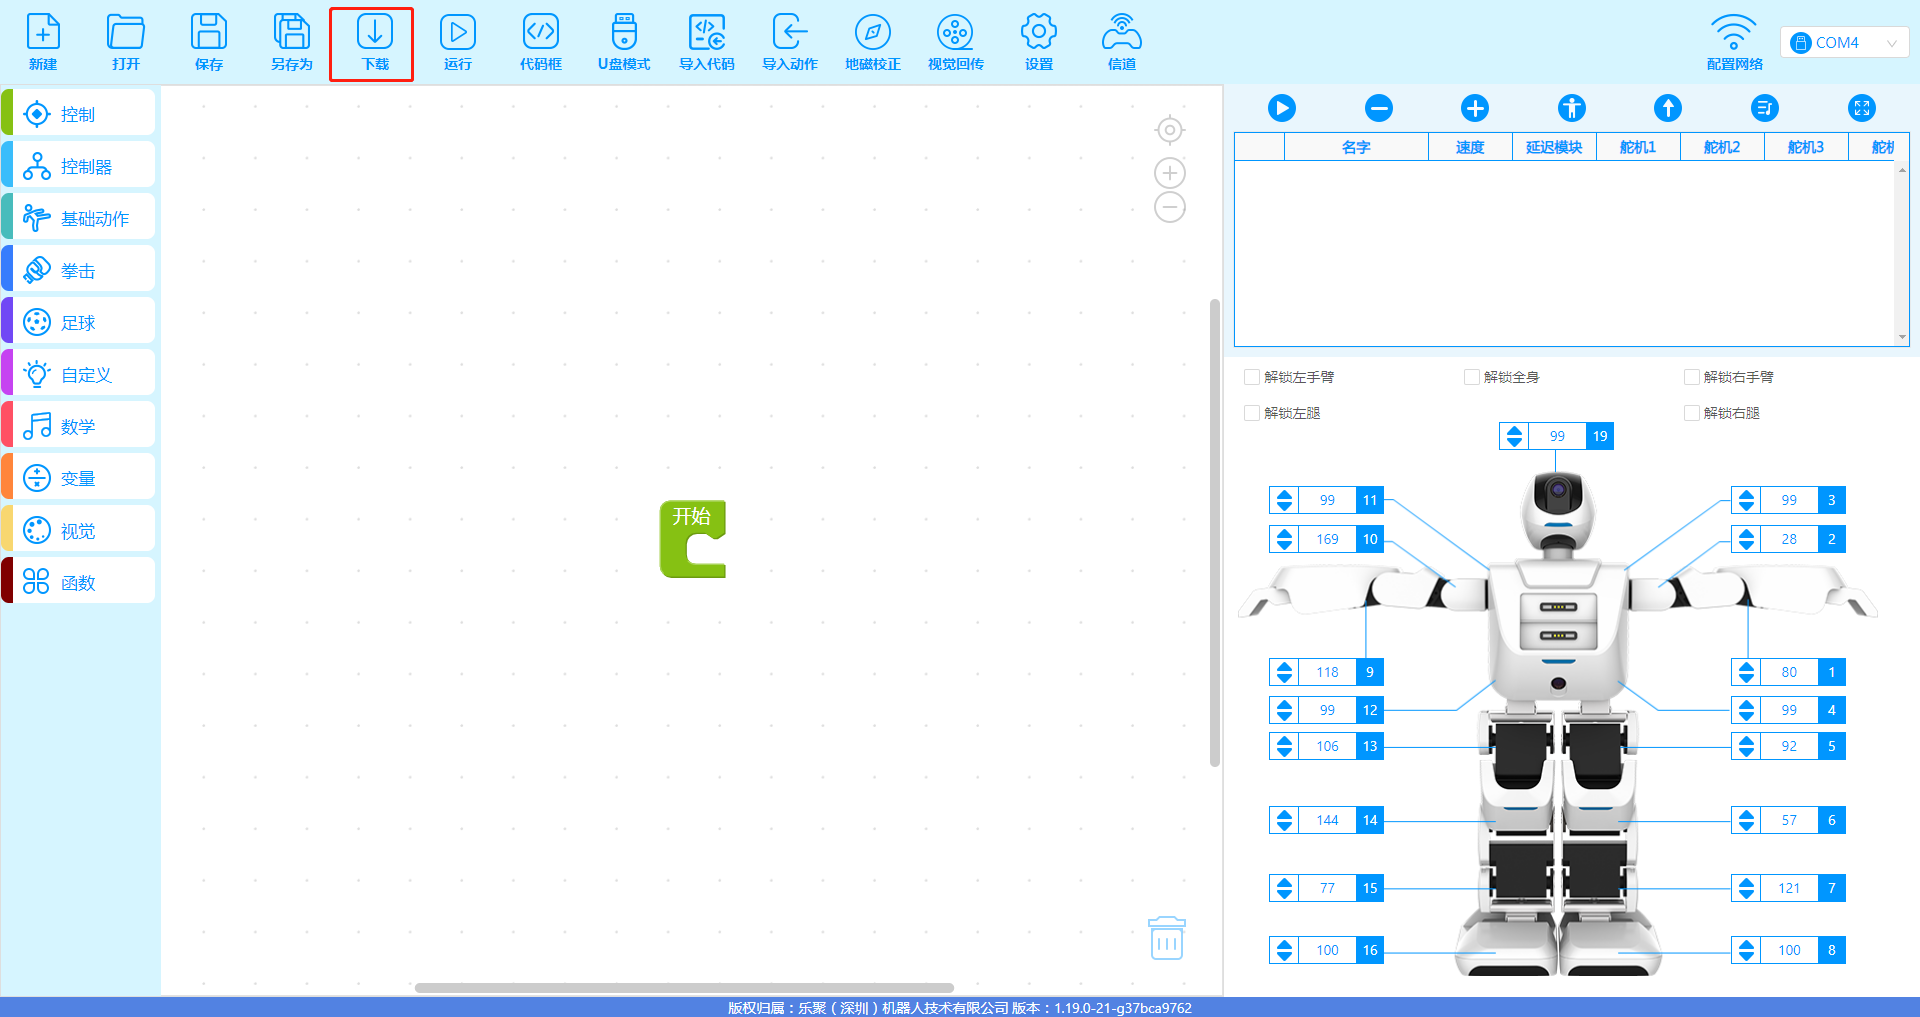 新建 打开 保存 另存为 下载 运行 代码框 U盘模式 导入代码 导入动作 地磁校正 视觉回传 设置 信道 配置网络 COM4
控制
控制器
基础动作
拳击
足球
自定义
数学
变量
视觉
函数
开始
名字 速度 延迟模块 舵机1 舵机2 舵机3 舵机
解锁左手臂 解锁全身 解锁右手臂
解锁左腿 解锁右腿
99 19
99 11 99 3
169 10 28 2
118 9 80 1
99 12 99 4
106 13 92 5
144 14 57 6
77 15 121 7
100 16 100 8
版权归属：乐聚（深圳）机器人技术有限公司 版本：1.19.0-21-g37bca9762